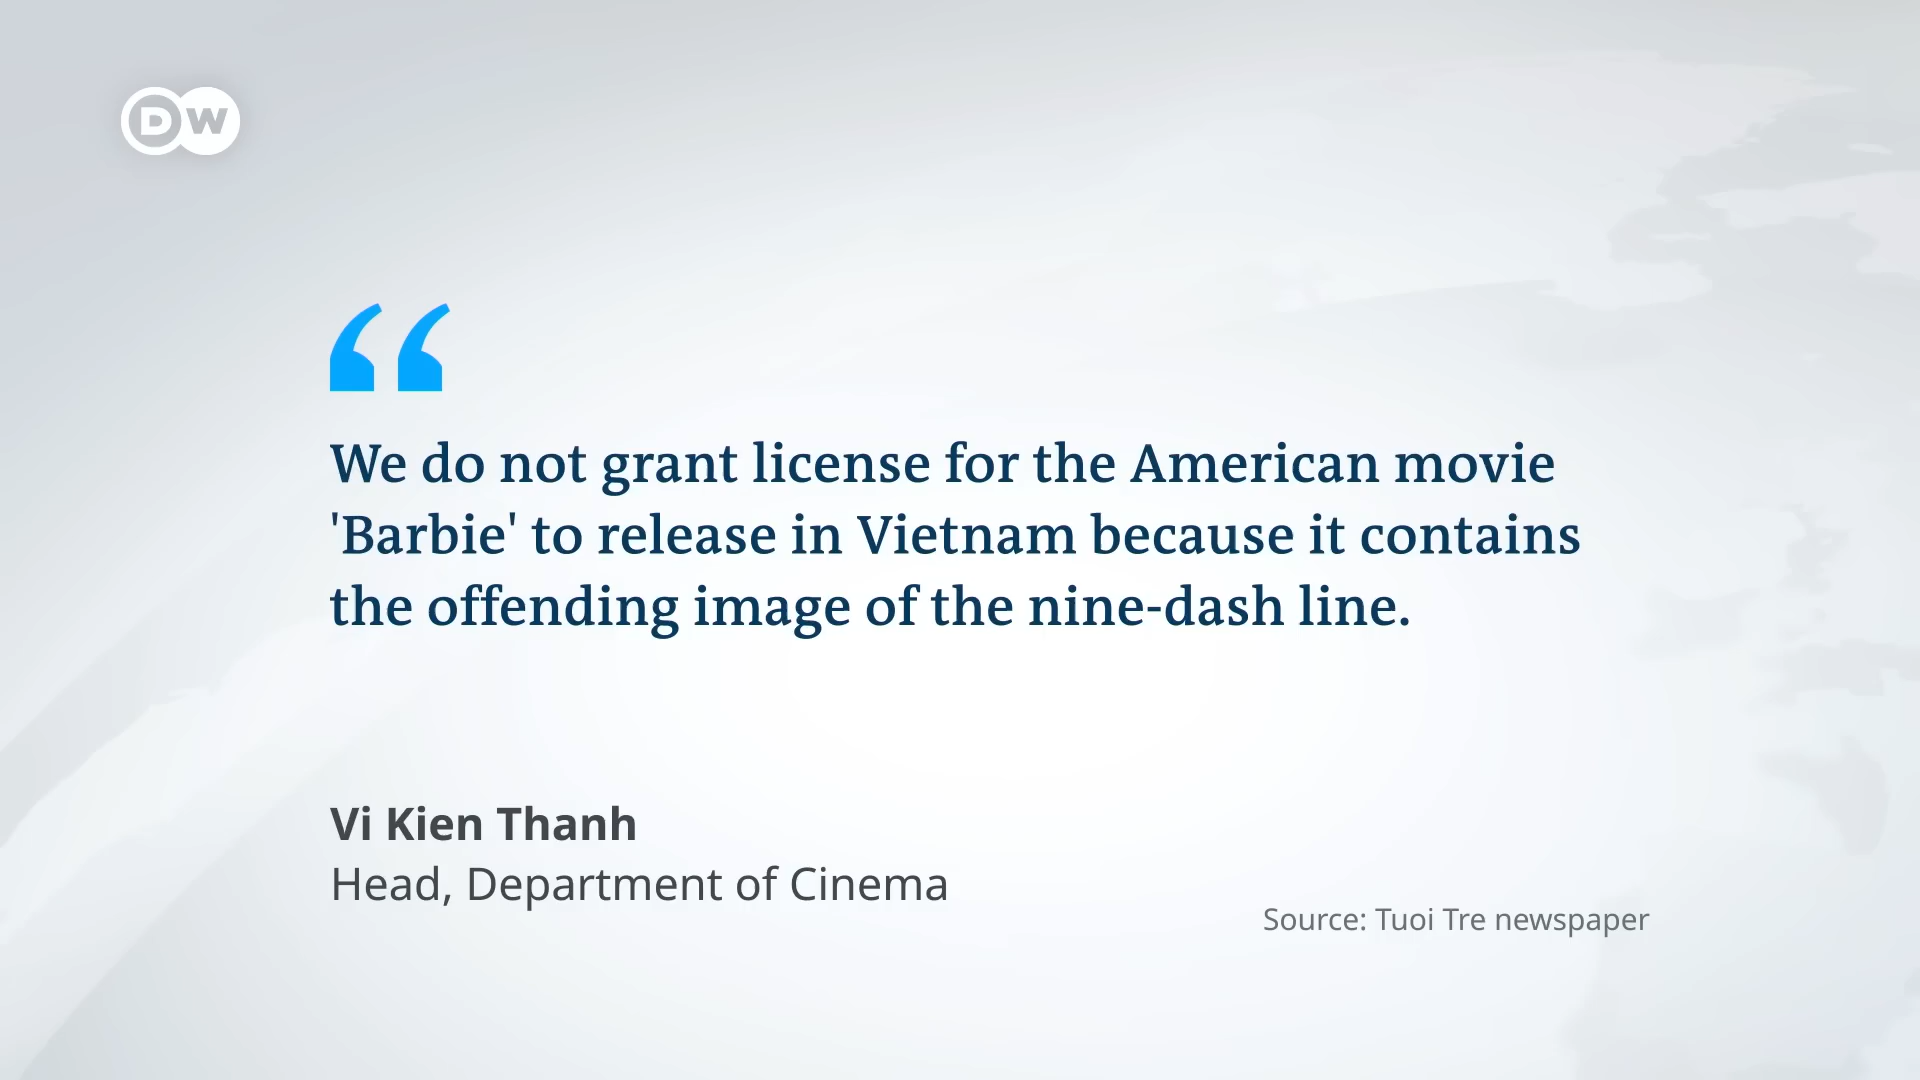 DW
We do not grant license for the American movie
'Barbie' to release in Vietnam because it contains
the offending image of the nine-dash line.
Vi Kien Thanh
Head, Department of Cinema
Source: Tuoi Tre newspaper